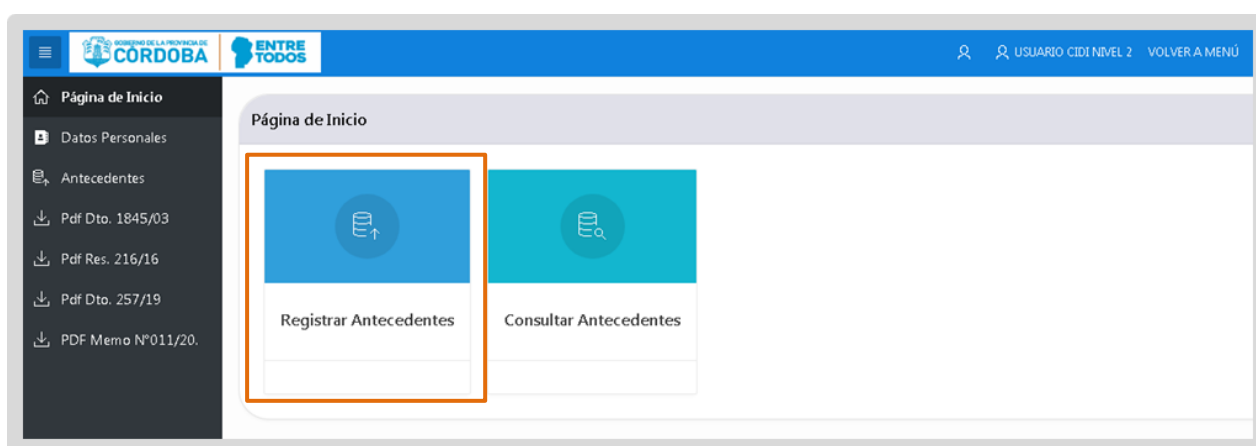 GOBIERNO DE LA PROVINCIA DE
CÓRDOBA
ENTRE
TODOS
USUARIO CIDI NIVEL 2
VOLVER A MENÚ
Página de Inicio
Datos Personales
Antecedentes
Pdf Dto. 1845/03
Pdf Res. 216/16
Pdf Dto. 257/19
PDF Memo N°011/20.
Página de Inicio
Registrar Antecedentes
Consultar Antecedentes